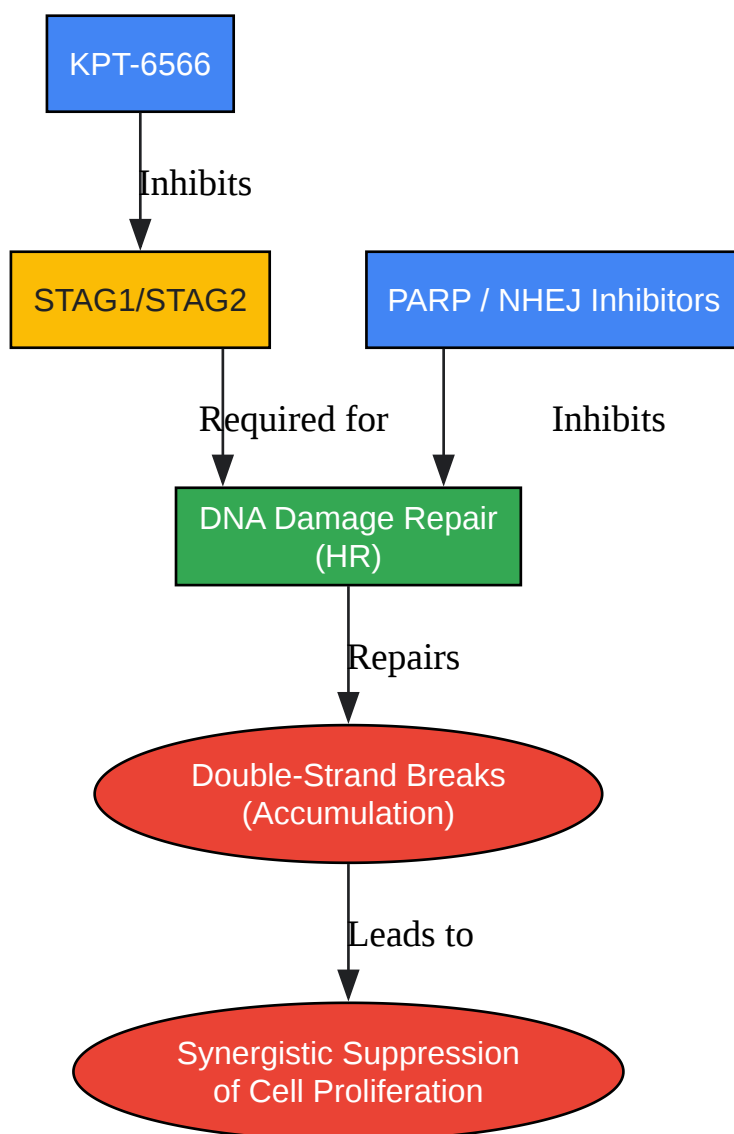 KPT-6566
Inhibits
STAG1/STAG2
PARP / NHEJ Inhibitors
Required for
Inhibits
DNA Damage Repair
(HR)
Repairs
Double-Strand Breaks
(Accumulation)
Leads to
Synergistic Suppression
of Cell Proliferation